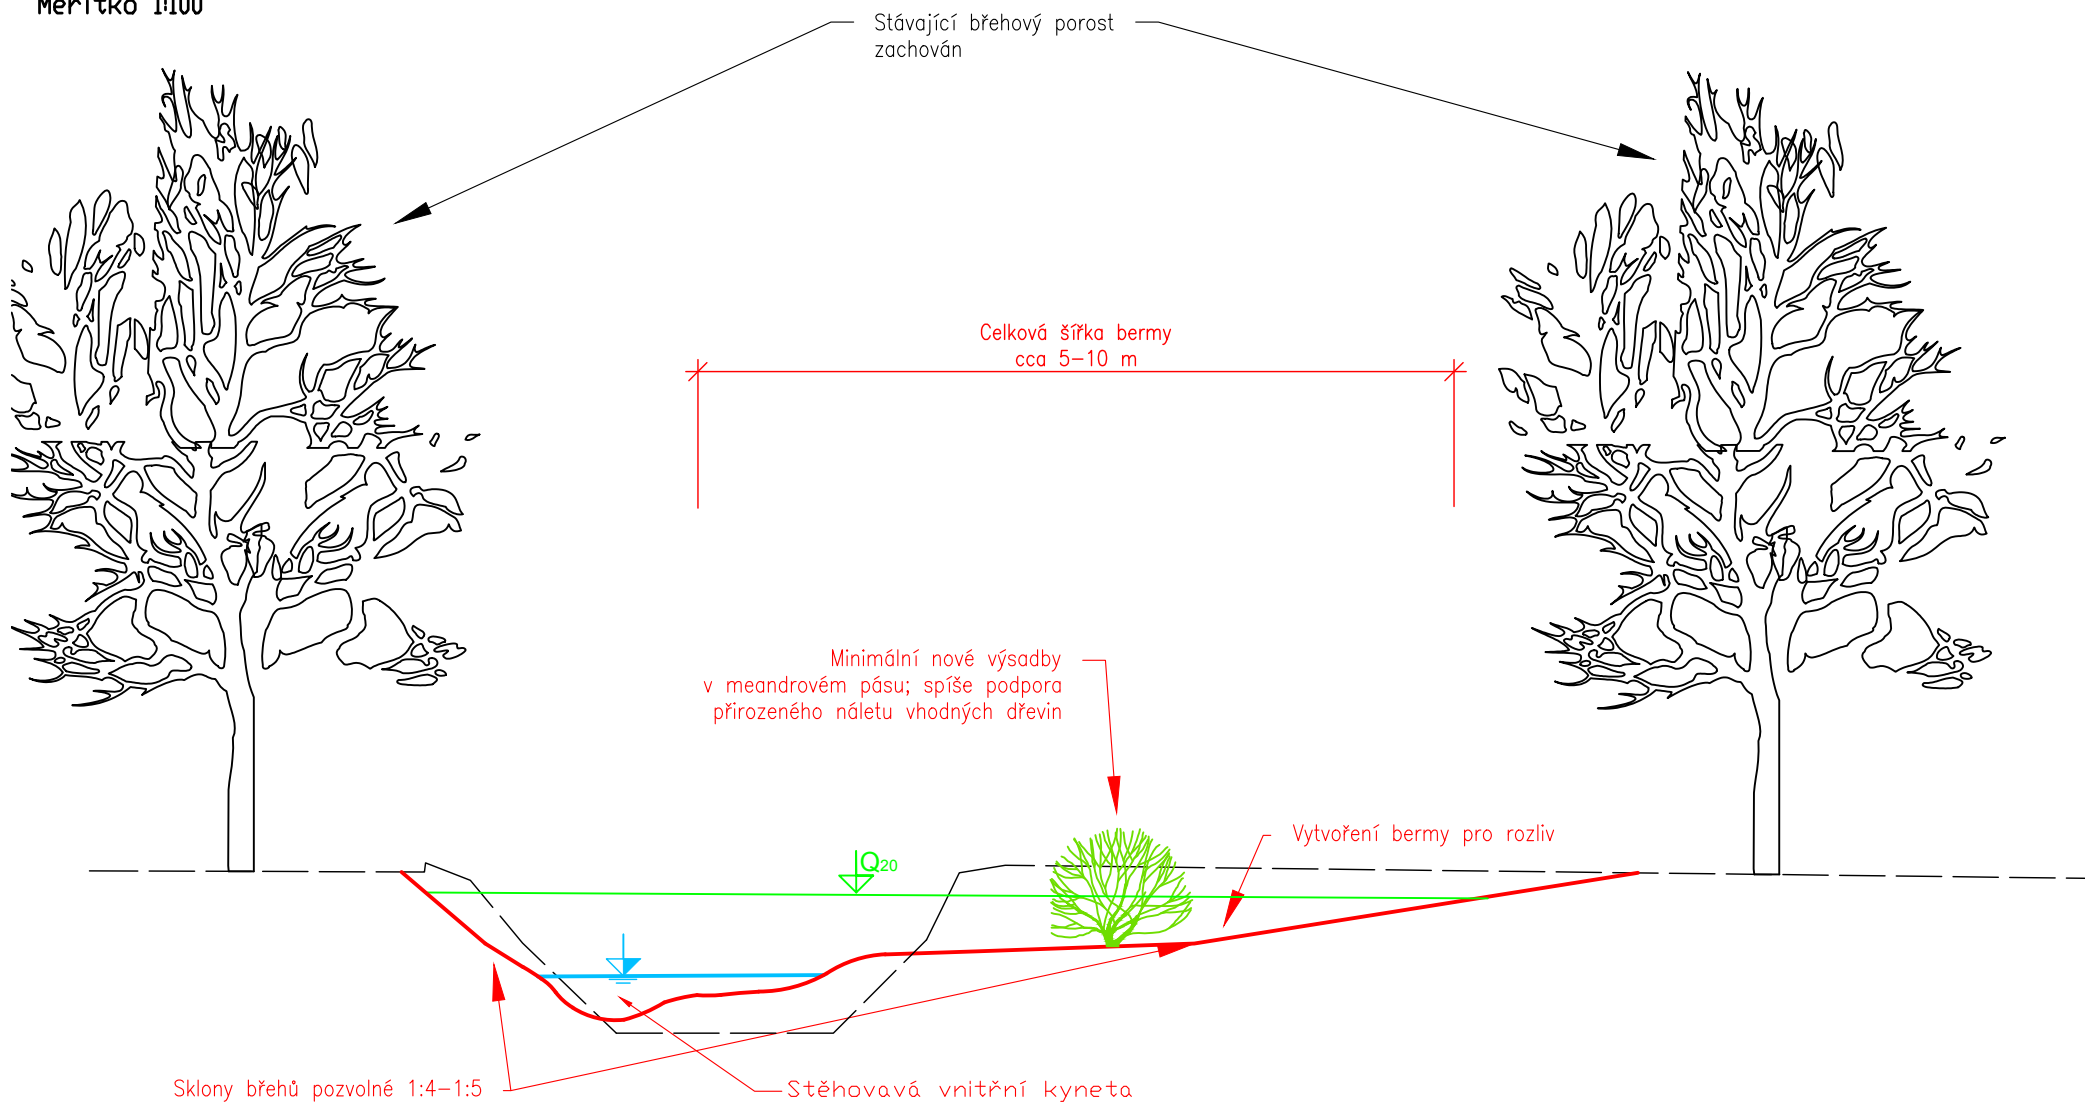 Měřítko 1:100
Stávající břehový porost
zachován
Celková šířka bermy
cca 5-10 m
Minimální nové výsadby
v meandrovém pásu; spíše podpora
přirozeného náletu vhodných dřevin
Vytvoření bermy pro rozliv
Q20
Sklony břehů pozvolné 1:4-1:5
Stěhovavá vnitřní kyneta